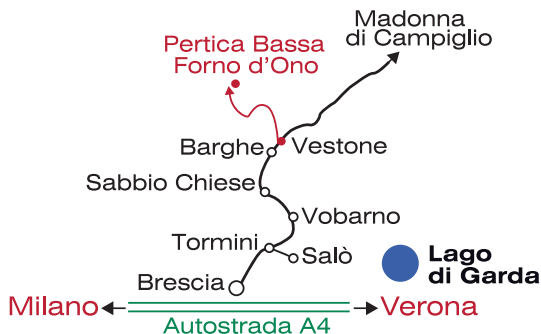 Madonna
di Campiglio
Pertica Bassa
Forno d'Ono
Barghe
Vestone
Sabbio Chiese
Vobarno
Tormini
Salò
Lago
di Garda
Brescia
Milano
Verona
Autostrada A4